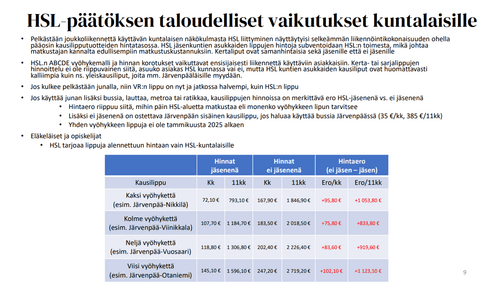 HSL-päätöksen taloudelliset vaikutukset kuntalaisille
• Pelkästään joukkoliikennettä käyttävän kuntalaisen näkökulmasta HSL liittyminen näyttäytyisi selkeämmän liikennöintikokonaisuuden ohella
pääosin kausilipputuotteiden hintatasossa. HSL jäsenkuntien asukkaiden lippujen hintoja subventoidaan HSL:n toimesta, mikä johtaa
matkustajan kannalta edullisempiin matkustuskustannuksiin. Kertaliput ovat samanhintaisia sekä jäsenille että ei jäsenille
• HSL.n ABCDE vyöhykemalli ja hinnan korotukset vaikuttavat ensisijaisesti liikennettä käyttäviin asiakkaisiin. Kerta- tai sarjalippujen
hinnoittelu ei ole riippuvainen siitä, asuuko asiakas HSL kunnassa vai ei, mutta HSL kuntien asukkaiden kausiliput ovat huomattavasti
kalliimpia kuin ns. yleiskausiliput, joita mm. Järvenpääläisille myydään.
• Jos kulkee pelkästään junalla, niin VR:n lippu on nyt ja jatkossa halvempi, kuin HSL:n lippu
• Jos käyttää junan lisäksi bussia, lauttaa, metroa tai ratikkaa, kausilippujen hinnoissa on merkittävä ero HSL-jäsenenä vs. ei jäsenenä
• Hintaero riippuu siitä, mihin päin HSL-aluetta matkustaa eli monenko vyöhykkeen lipun tarvitsee
• Lisäksi ei jäsenenä on ostettava Järvenpään sisäinen kausilippu, jos haluaa käyttää bussia Järvenpäässä (35 €/kk, 385 €/11kk)
• Yhden vyöhykkeen lippuja ei ole tammikuusta 2025 alkaen
• Eläkeläiset ja opiskelijat
• HSL tarjoaa lippuja alennettuun hintaan vain HSL-kuntalaisille
Hinnat jäsenenä Hinnat ei jäsenenä Hintaero (ei jäsen – jäsen)
Kausilippu Kk 11kk Kk 11kk Ero/kk Ero/11kk
Kaksi vyöhykettä (esim. Järvenpää-Nikkilä) 72,10 € 793,10 € 167,90 € 1 846,90 € +95,80 € +1 053,80 €
Kolme vyöhykettä (esim. Järvenpää-Viinikkala) 107,70 € 1 184,70 € 183,50 € 2 018,50 € +75,80 € +833,80 €
Neljä vyöhykettä (esim. Järvenpää-Vuosaari) 118,80 € 1 306,80 € 202,40 € 2 226,40 € +83,60 € +919,60 €
Viisi vyöhykettä (esim. Järvenpää-Otaniemi) 145,10 € 1 596,10 € 247,20 € 2 719,20 € +102,10 € +1 123,10 €
9